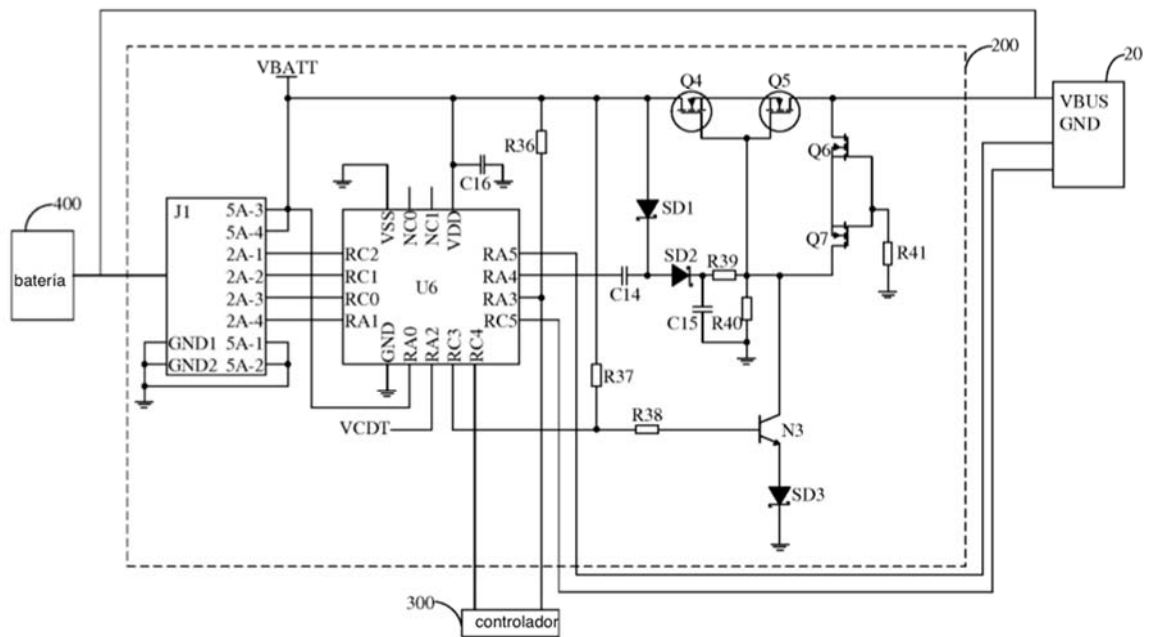 200
20
VBATT
Q4
Q5
VBUS
GND
R36
C16
Q6
400
J1
5A-3
5A-4
2A-1
2A-2
2A-3
2A-4
GND1
5A-1
GND2
5A-2
batería
VSS
NC0
NC1
VDD
RC2
RC1
RC0
RA1
U6
RA5
RA4
RA3
RC5
GND
RA0
RA2
RC3
RC4
SD1
SD2
R39
C14
C15
R40
Q7
R41
R37
R38
VCDT
N3
SD3
300
controlador